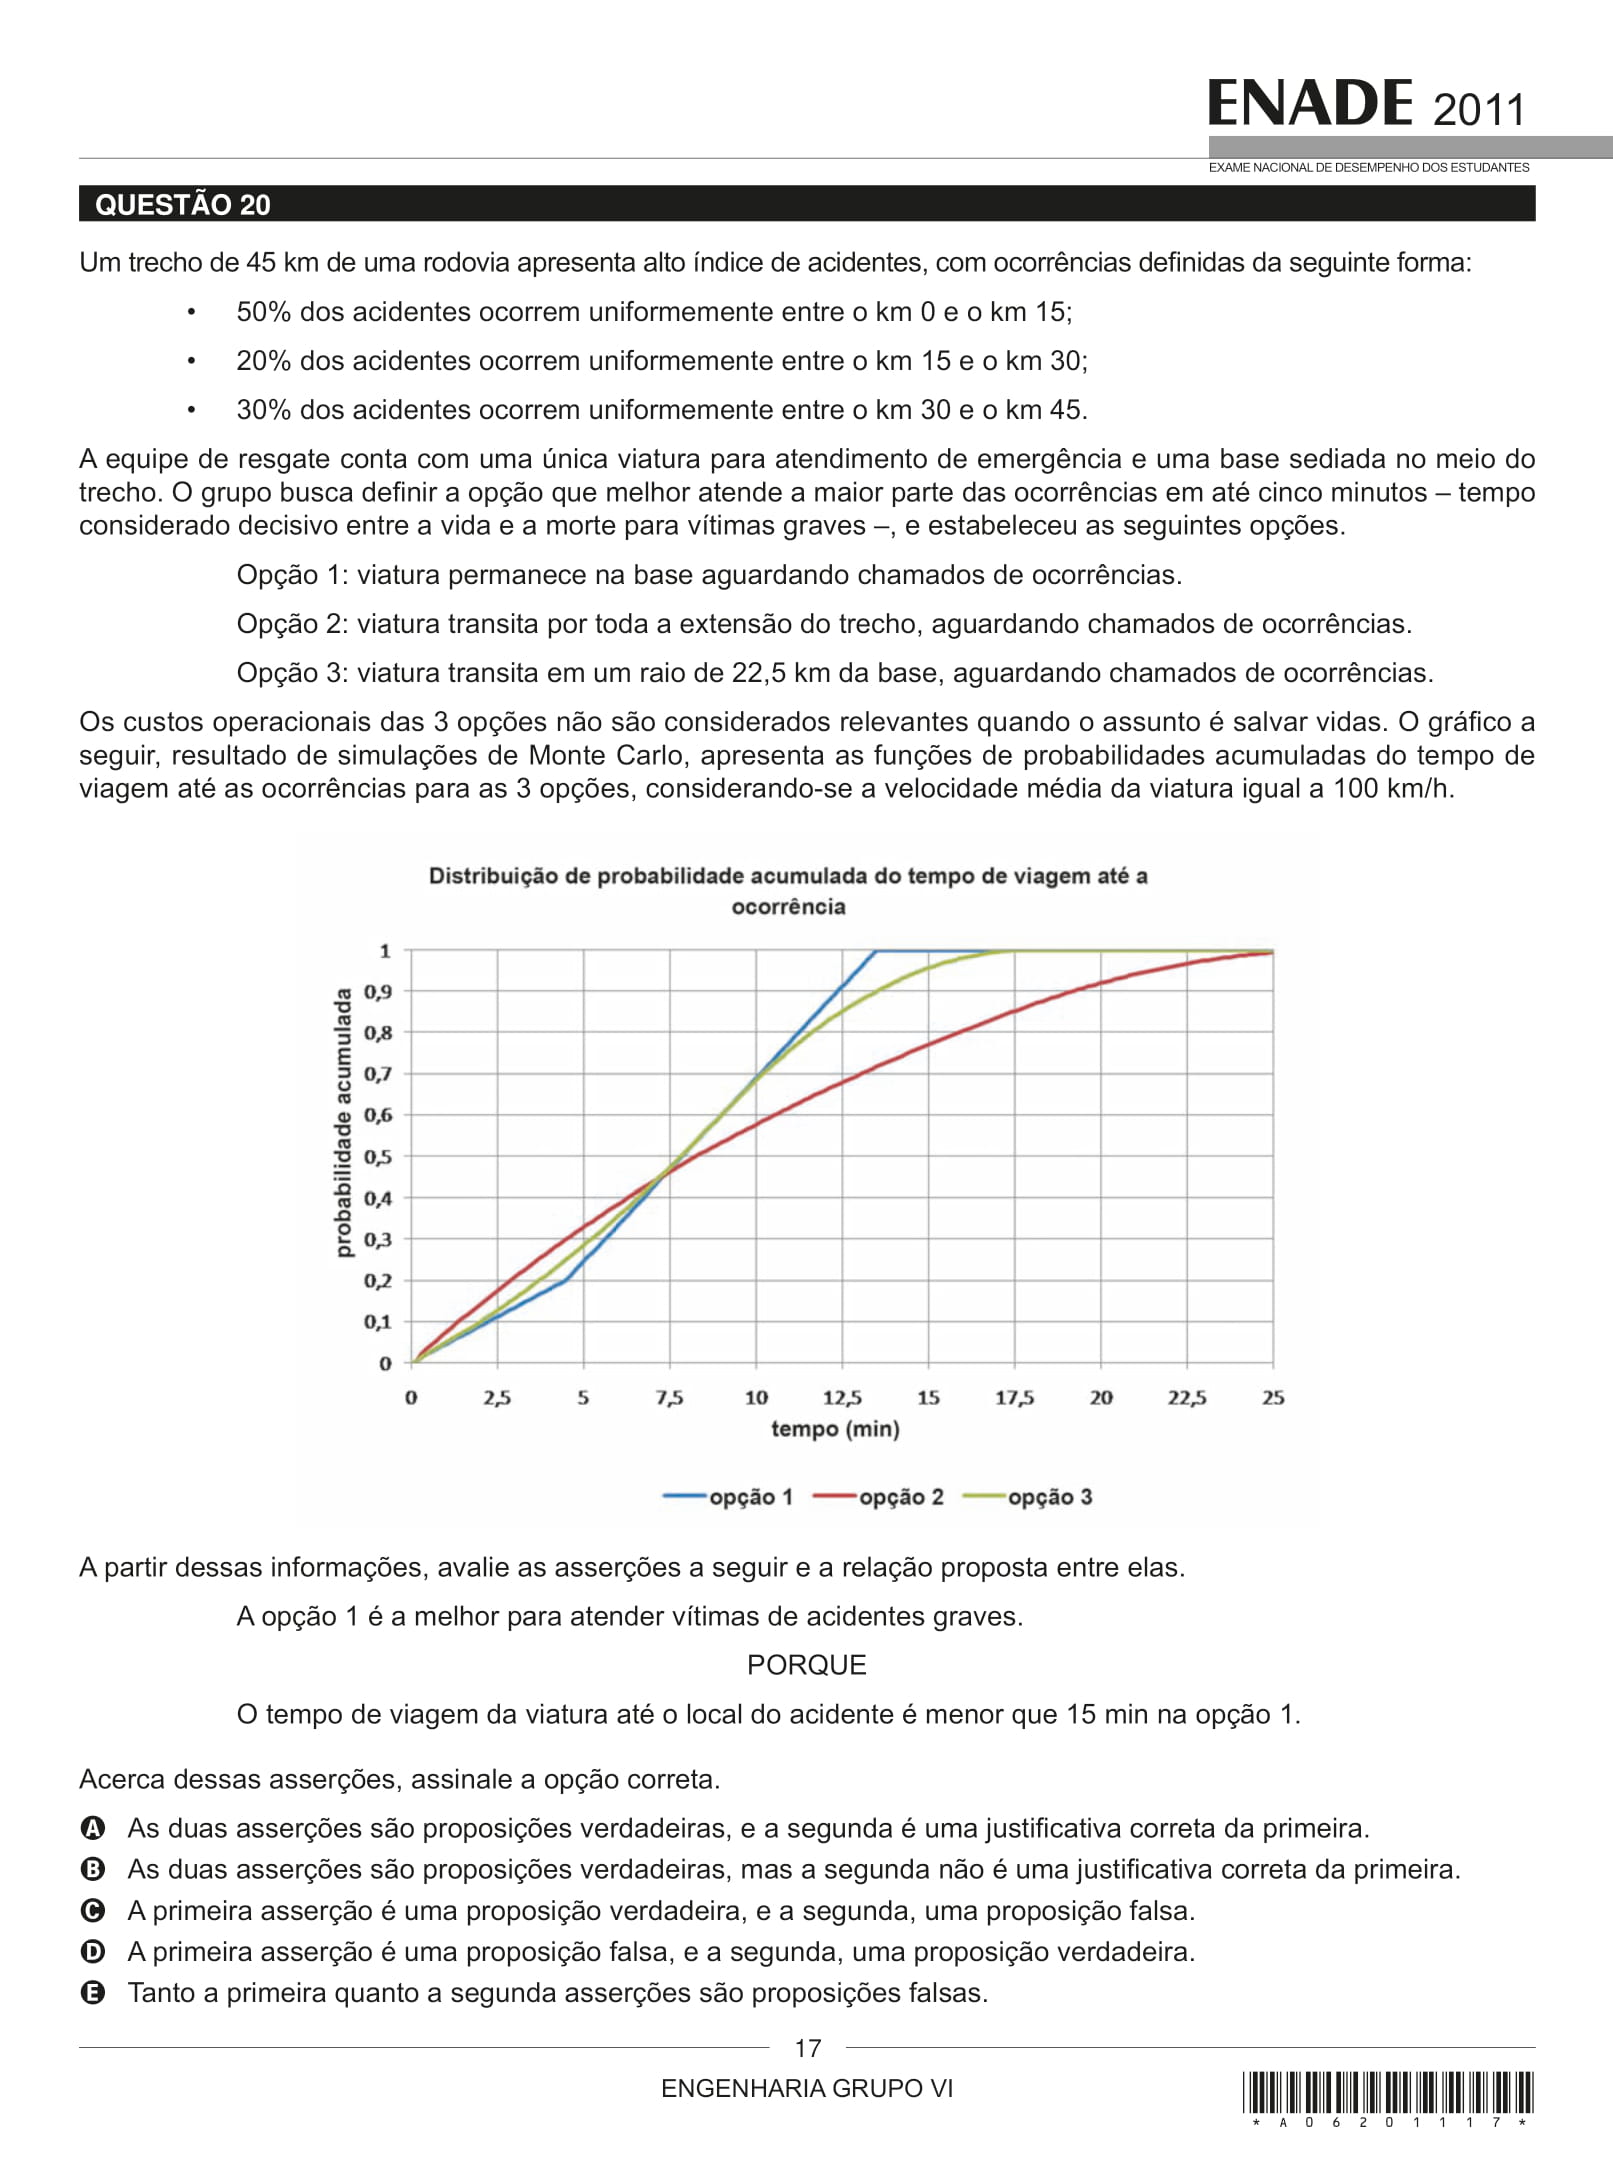 ENADE 2011
EXAME NACIONAL DE DESEMPENHO DOS ESTUDANTES
QUESTÃO 20
Um trecho de 45 km de uma rodovia apresenta alto índice de acidentes, com ocorrências definidas da seguinte forma:
• 50% dos acidentes ocorrem uniformemente entre o km 0 e o km 15;
• 20% dos acidentes ocorrem uniformemente entre o km 15 e o km 30;
• 30% dos acidentes ocorrem uniformemente entre o km 30 e o km 45.
A equipe de resgate conta com uma única viatura para atendimento de emergência e uma base sediada no meio do
trecho. O grupo busca definir a opção que melhor atende a maior parte das ocorrências em até cinco minutos – tempo
considerado decisivo entre a vida e a morte para vítimas graves –, e estabeleceu as seguintes opções.
Opção 1: viatura permanece na base aguardando chamados de ocorrências.
Opção 2: viatura transita por toda a extensão do trecho, aguardando chamados de ocorrências.
Opção 3: viatura transita em um raio de 22,5 km da base, aguardando chamados de ocorrências.
Os custos operacionais das 3 opções não são considerados relevantes quando o assunto é salvar vidas. O gráfico a
seguir, resultado de simulações de Monte Carlo, apresenta as funções de probabilidades acumuladas do tempo de
viagem até as ocorrências para as 3 opções, considerando-se a velocidade média da viatura igual a 100 km/h.
Distribuição de probabilidade acumulada do tempo de viagem até a
ocorrência
probabilidade acumulada
1
0,9
0,8
0,7
0,6
0,5
0,4
0,3
0,2
0,1
0
0 2,5 5 7,5 10 12,5 15 17,5 20 22,5 25
tempo (min)
opção 1 opção 2 opção 3
A partir dessas informações, avalie as asserções a seguir e a relação proposta entre elas.
A opção 1 é a melhor para atender vítimas de acidentes graves.
PORQUE
O tempo de viagem da viatura até o local do acidente é menor que 15 min na opção 1.
Acerca dessas asserções, assinale a opção correta.
A As duas asserções são proposições verdadeiras, e a segunda é uma justificativa correta da primeira.
B As duas asserções são proposições verdadeiras, mas a segunda não é uma justificativa correta da primeira.
C A primeira asserção é uma proposição verdadeira, e a segunda, uma proposição falsa.
D A primeira asserção é uma proposição falsa, e a segunda, uma proposição verdadeira.
E Tanto a primeira quanto a segunda asserções são proposições falsas.
17
ENGENHARIA GRUPO VI
* A 0 6 2 0 1 1 1 7 *